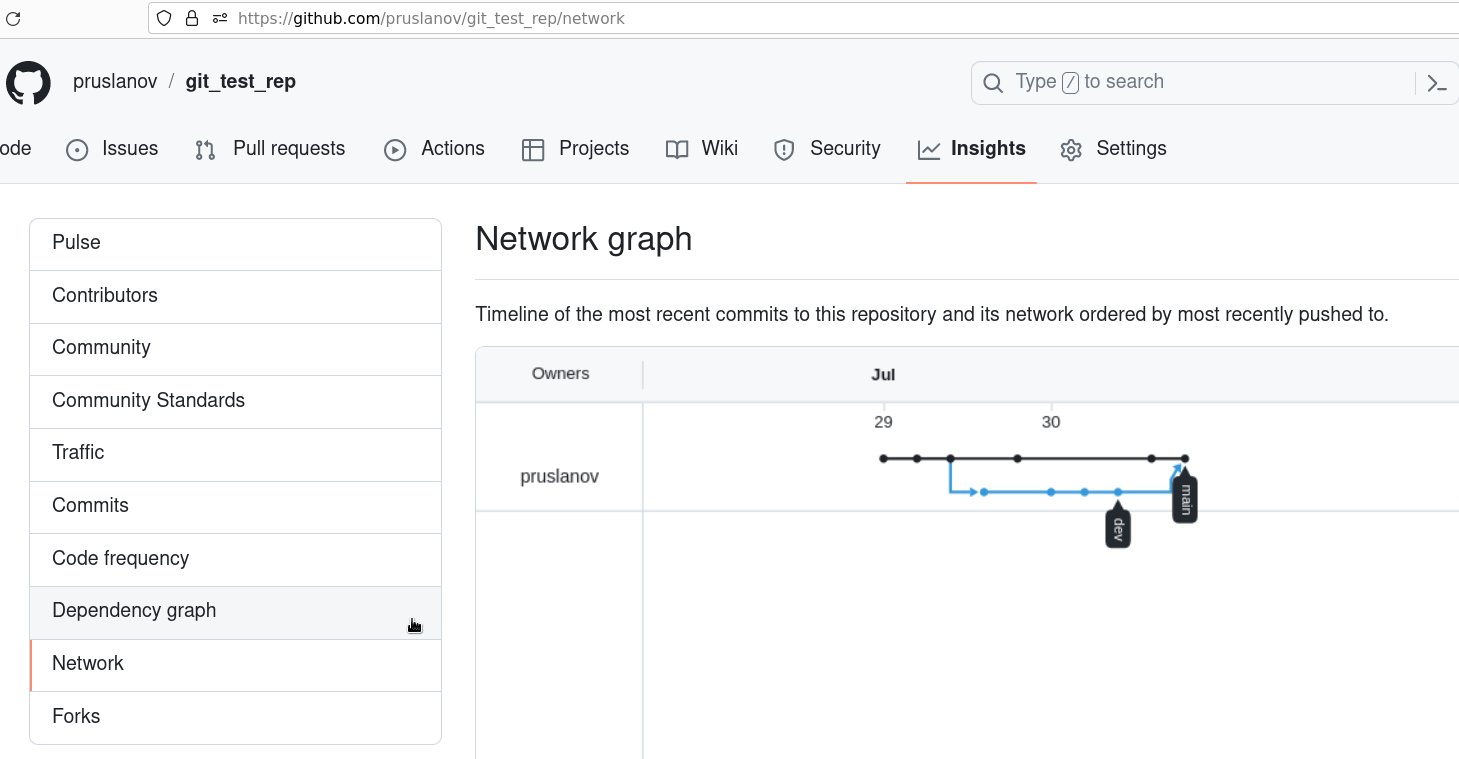 https://github.com/pruslanov/git_test_rep/network
pruslanov / git_test_rep
Type / to search
ode Issues Pull requests Actions Projects Wiki Security Insights Settings
Pulse
Contributors
Community
Community Standards
Traffic
Commits
Code frequency
Dependency graph
Network
Forks
Network graph
Timeline of the most recent commits to this repository and its network ordered by most recently pushed to.
Owners Jul
29 30
pruslanov
main
dev